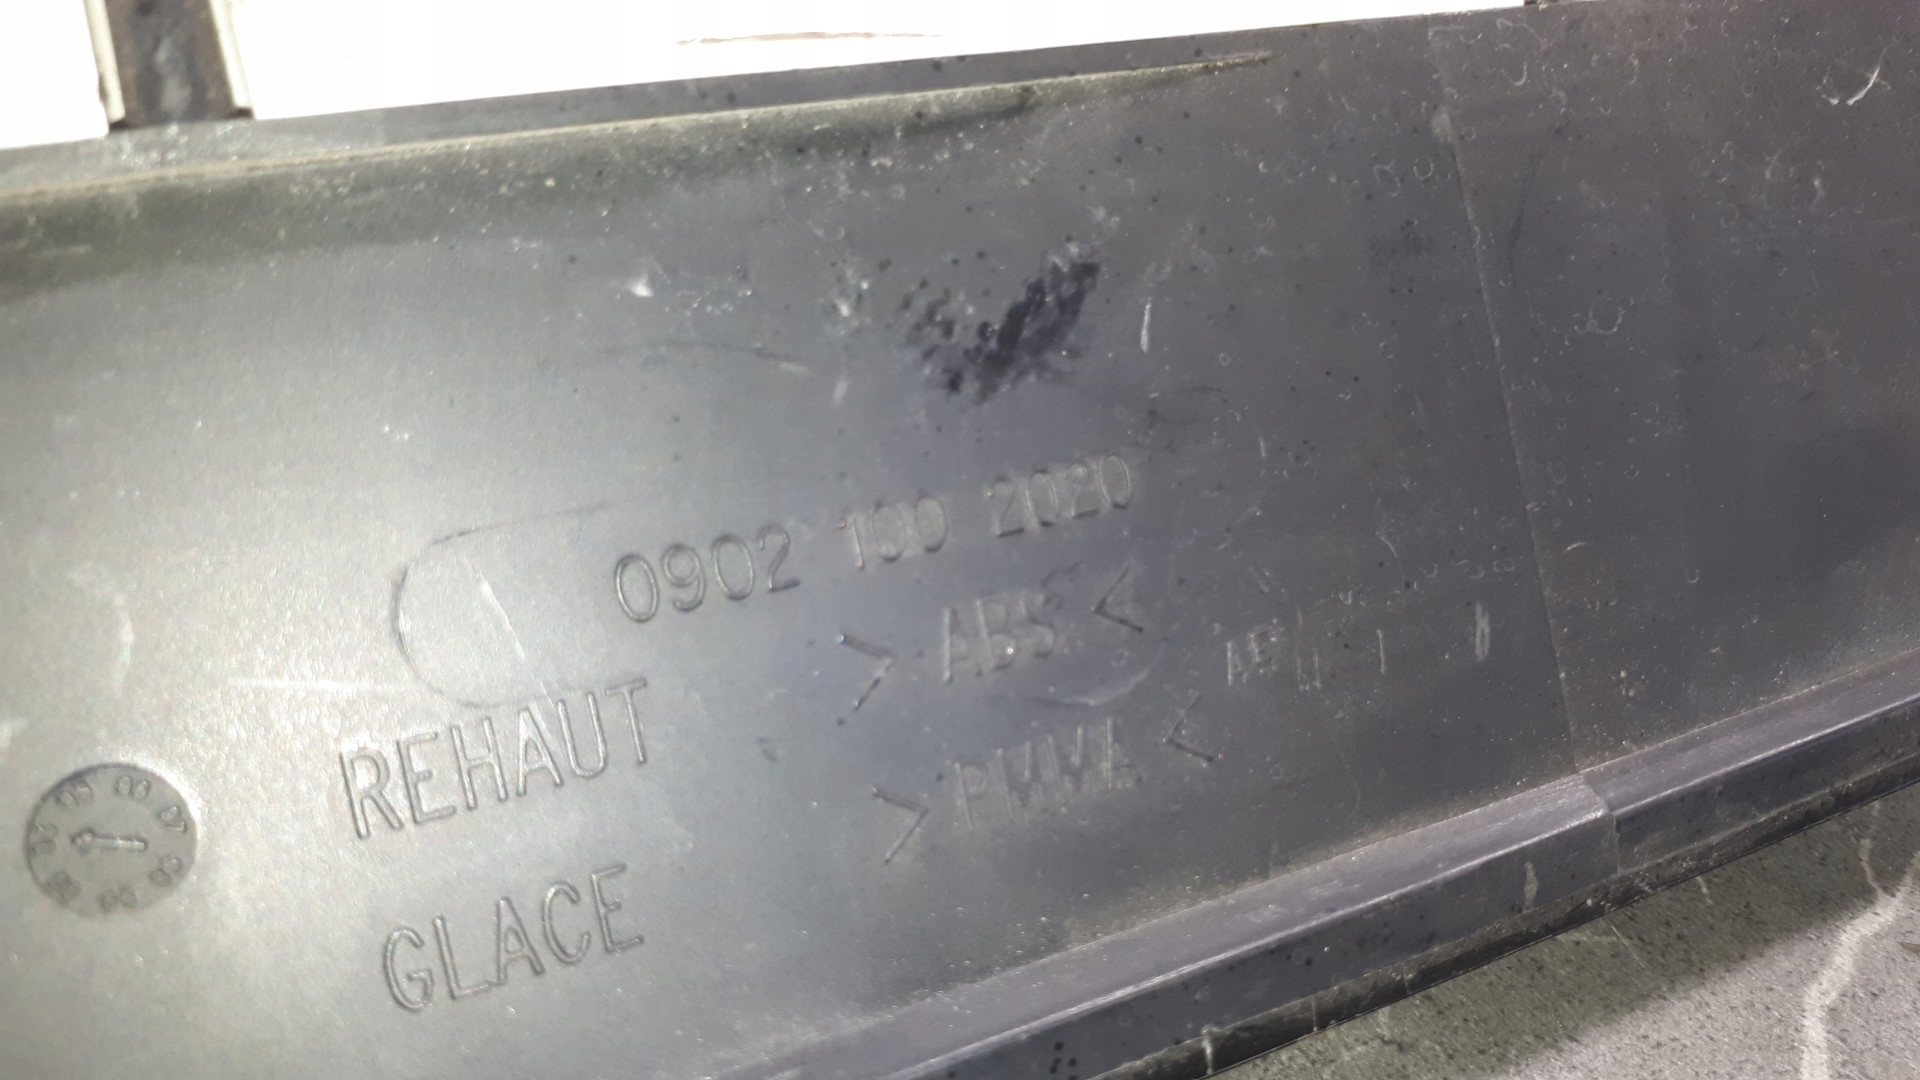 0902 100 2020
> ABS <
> PMMA <
REHAUT
GLACE